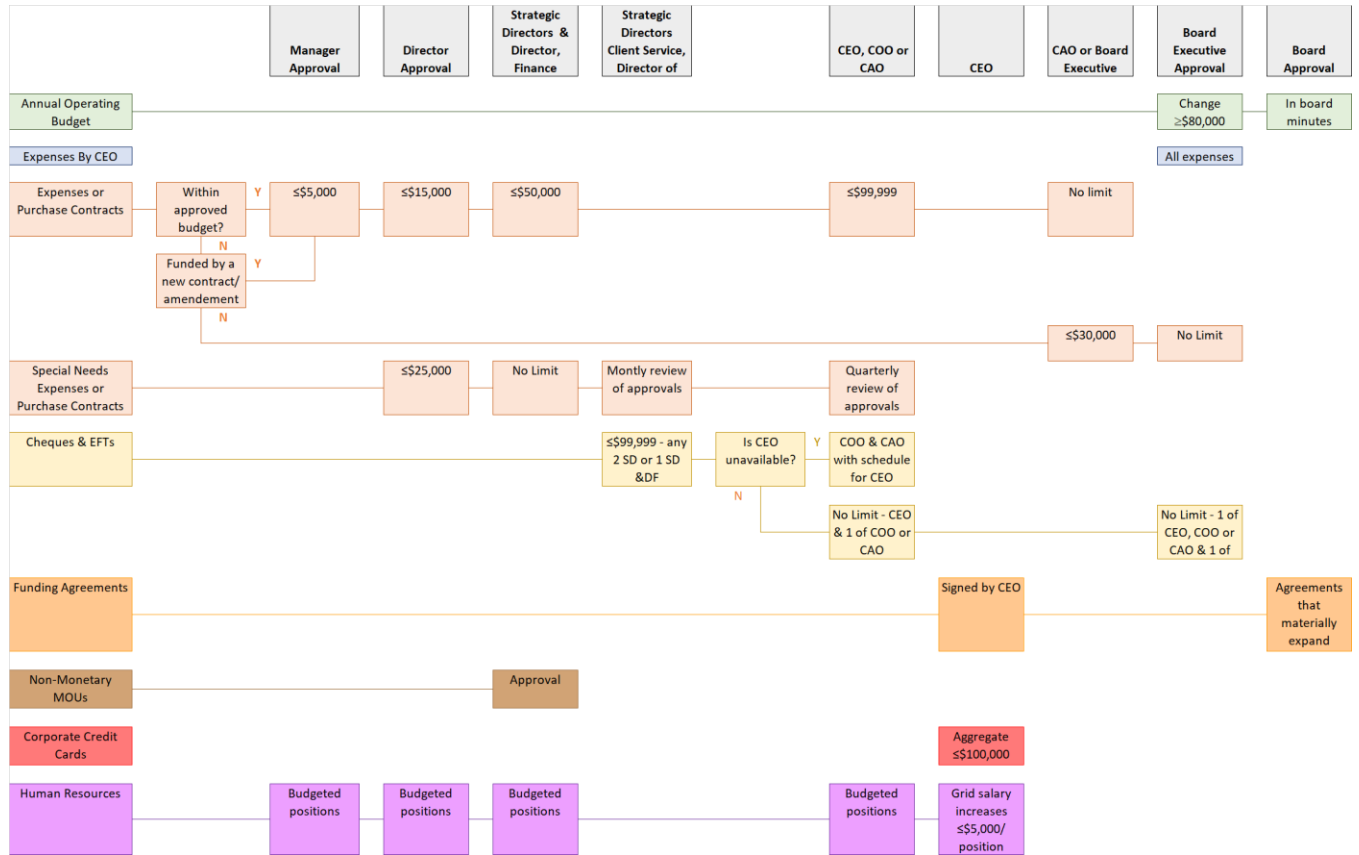 Manager
Approval
Director
Approval
Strategic
Directors &
Director,
Finance
Strategic
Directors
Client Service,
Director of
CEO, COO or
CAO
CEO
CAO or Board
Executive
Board
Executive
Approval
Board
Approval
Annual Operating
Budget
Change
≥$80,000
In board
minutes
Expenses By CEO
All expenses
Expenses or
Purchase Contracts
Within
approved
budget?
Y
≤$5,000
≤$15,000
≤$50,000
≤$99,999
No limit
N
Funded by a
new contract/
amendement
Y
N
≤$30,000
No Limit
Special Needs
Expenses or
Purchase Contracts
≤$25,000
No Limit
Montly review
of approvals
Quarterly
review of
approvals
Cheques & EFTs
≤$99,999 - any
2 SD or 1 SD
&DF
Is CEO
unavailable?
Y
COO & CAO
with schedule
for CEO
N
No Limit - CEO
& 1 of COO or
CAO
No Limit - 1 of
CEO, COO or
CAO & 1 of
Funding Agreements
Signed by CEO
Agreements
that
materially
expand
Non-Monetary
MOUs
Approval
Corporate Credit
Cards
Aggregate
≤$100,000
Human Resources
Budgeted
positions
Budgeted
positions
Budgeted
positions
Budgeted
positions
Grid salary
increases
≤$5,000/
position